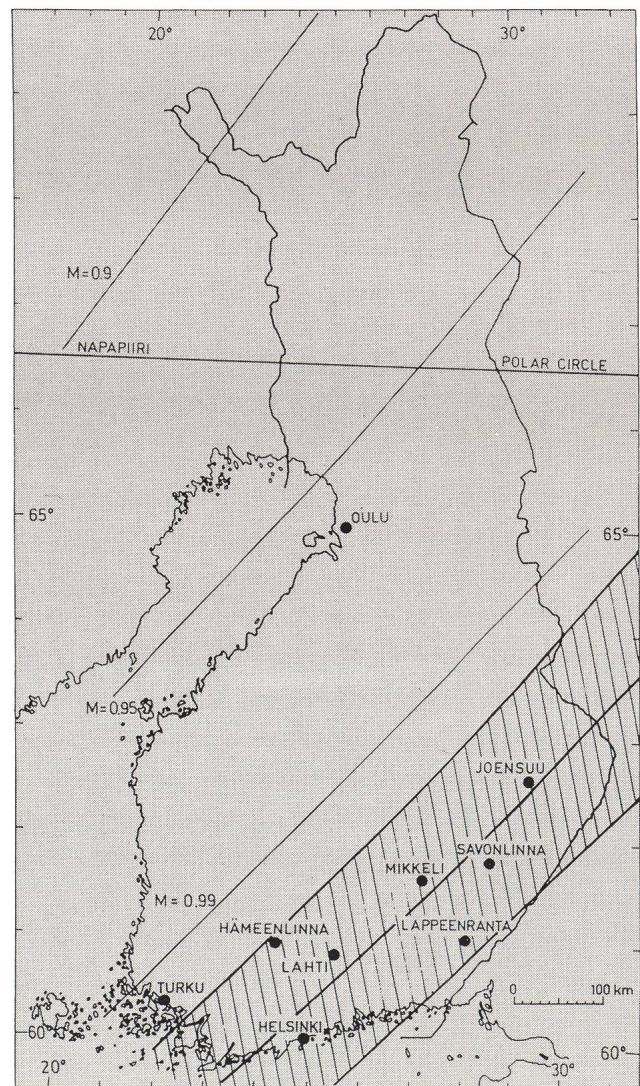 20° 30°
M=0.9
NAPAPIIRI
POLAR CIRCLE
65° OULU
65°
M=0.95
JOENSUU
SAVONLINNA
MIKKELI
M = 0.99
HÄMEENLINNA LAPPEENRANTA
LAHTI
TURKU
0 100 km
HELSINKI
60°
60°
20° 30°